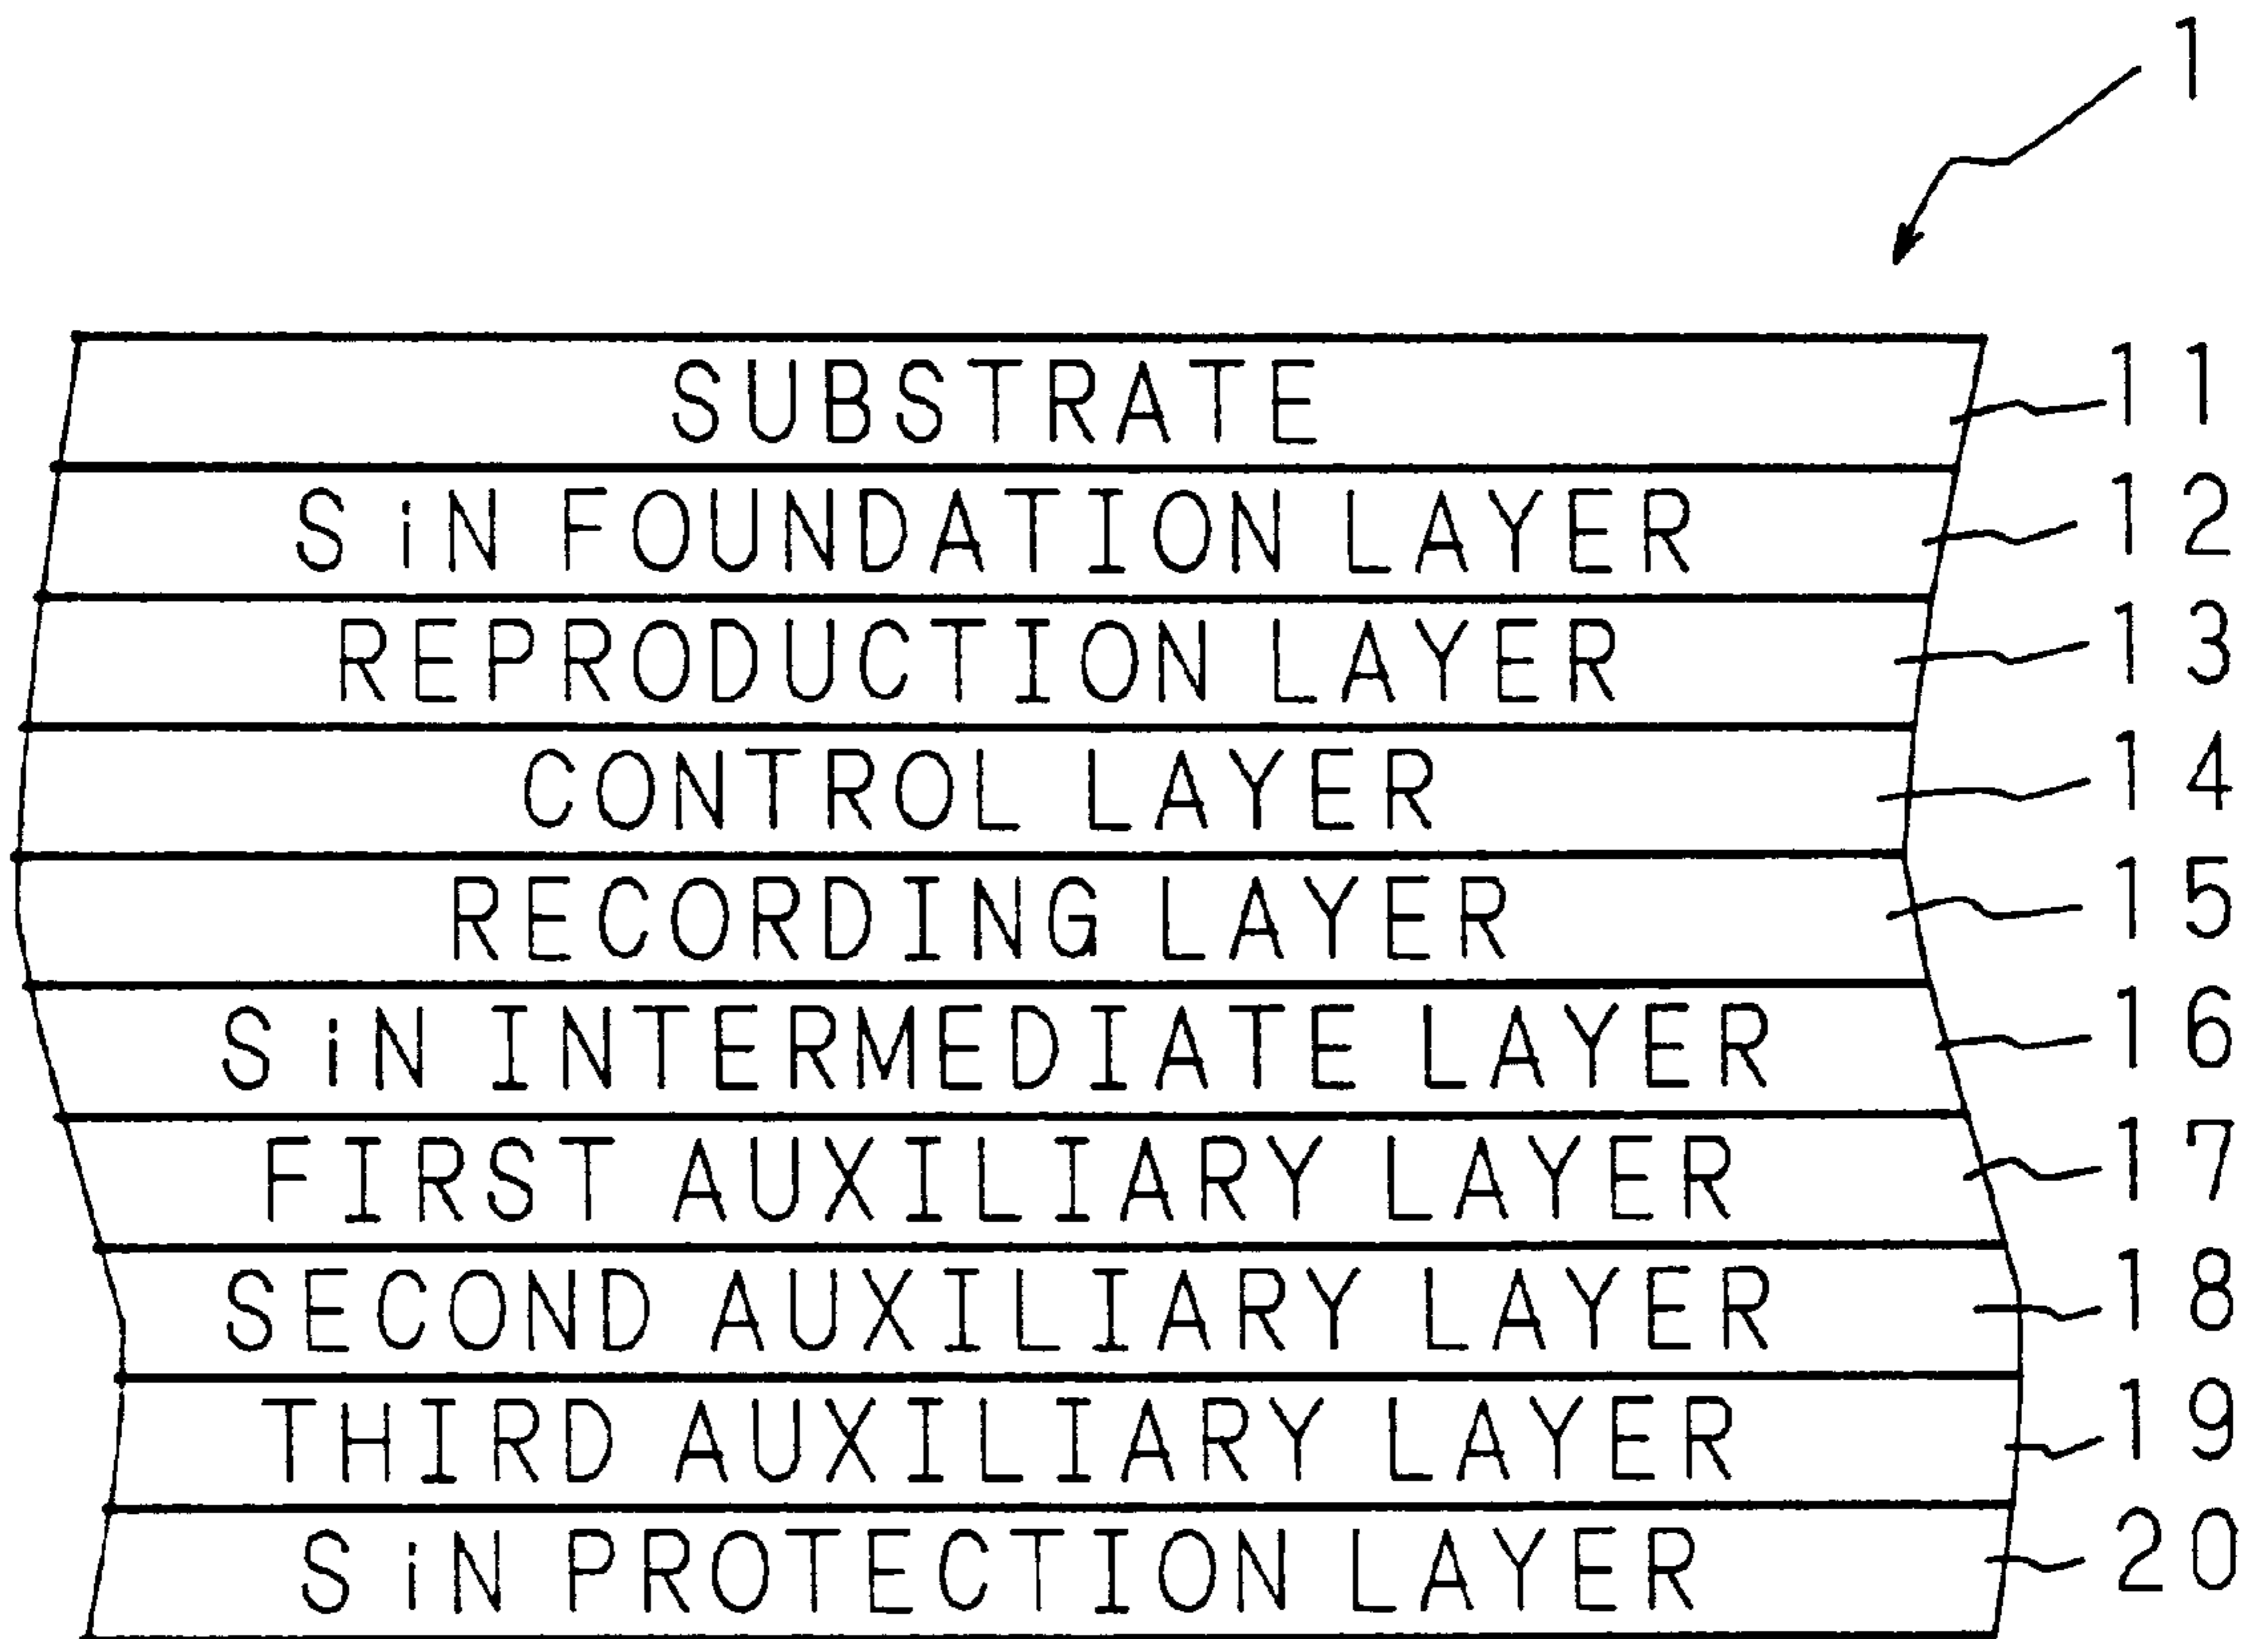 1
SUBSTRATE 11
SiN FOUNDATION LAYER 12
REPRODUCTION LAYER 13
CONTROL LAYER 14
RECORDING LAYER 15
SiN INTERMEDIATE LAYER 16
FIRST AUXILIARY LAYER 17
SECOND AUXILIARY LAYER 18
THIRD AUXILIARY LAYER 19
SiN PROTECTION LAYER 20